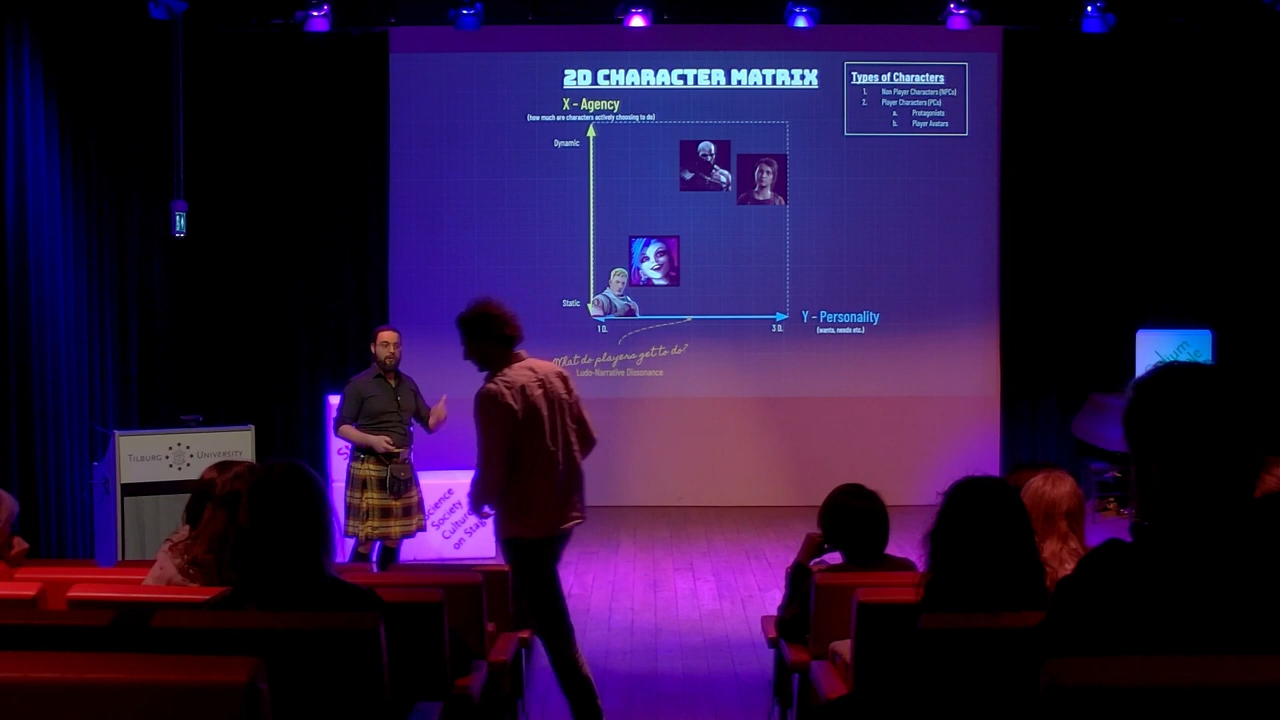 2D CHARACTER MATRIX
Types of Characters
1. Non Player Characters (NPCs)
2. Player Characters (PCs)
a. Protagonists
b. Player Avatars
X - Agency
(how much are characters actively choosing to do)
Dynamic
Static
1 D.
3 D.
Y - Personality
(wants, needs etc.)
What do players get to do?
Ludo-Narrative Dissonance
TILBURG UNIVERSITY
Science
Society
Culture
on Stage